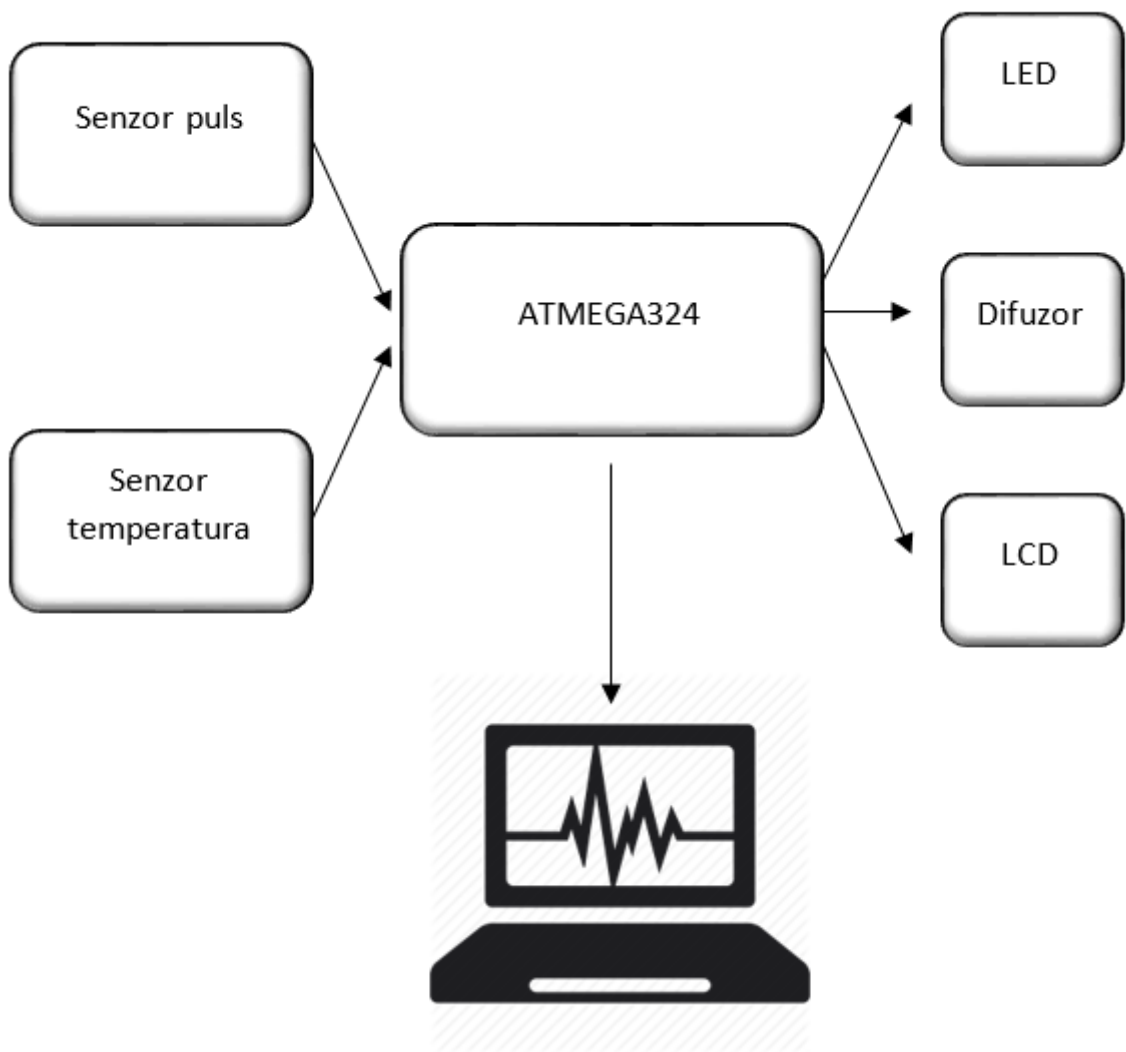 Senzor puls
LED
ATMEGA324
Difuzor
Senzor
temperatura
LCD